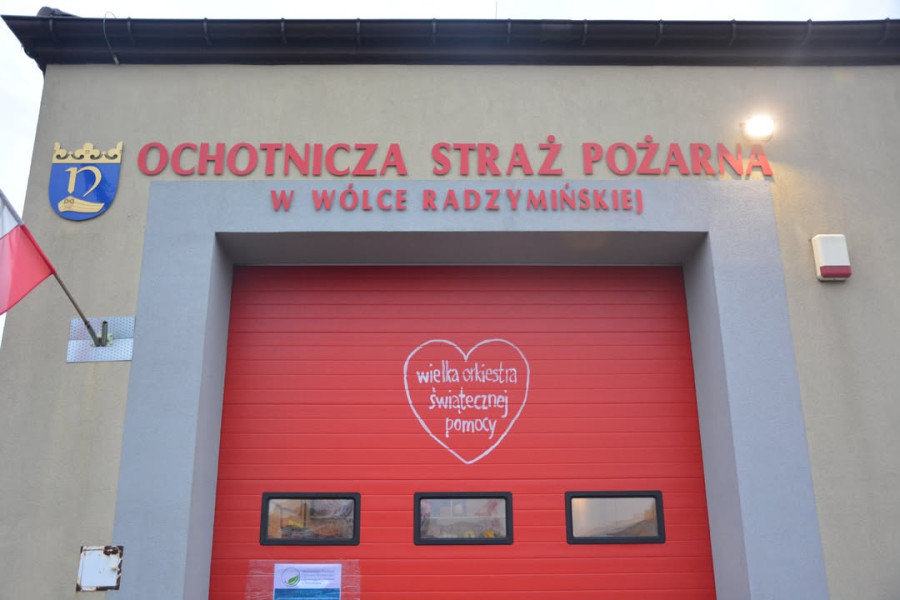 OCHOTNICZA STRAŻ POŻARNA
W WÓLCE RADZYMIŃSKIEJ
n
wielka orkiestra
świątecznej
pomocy